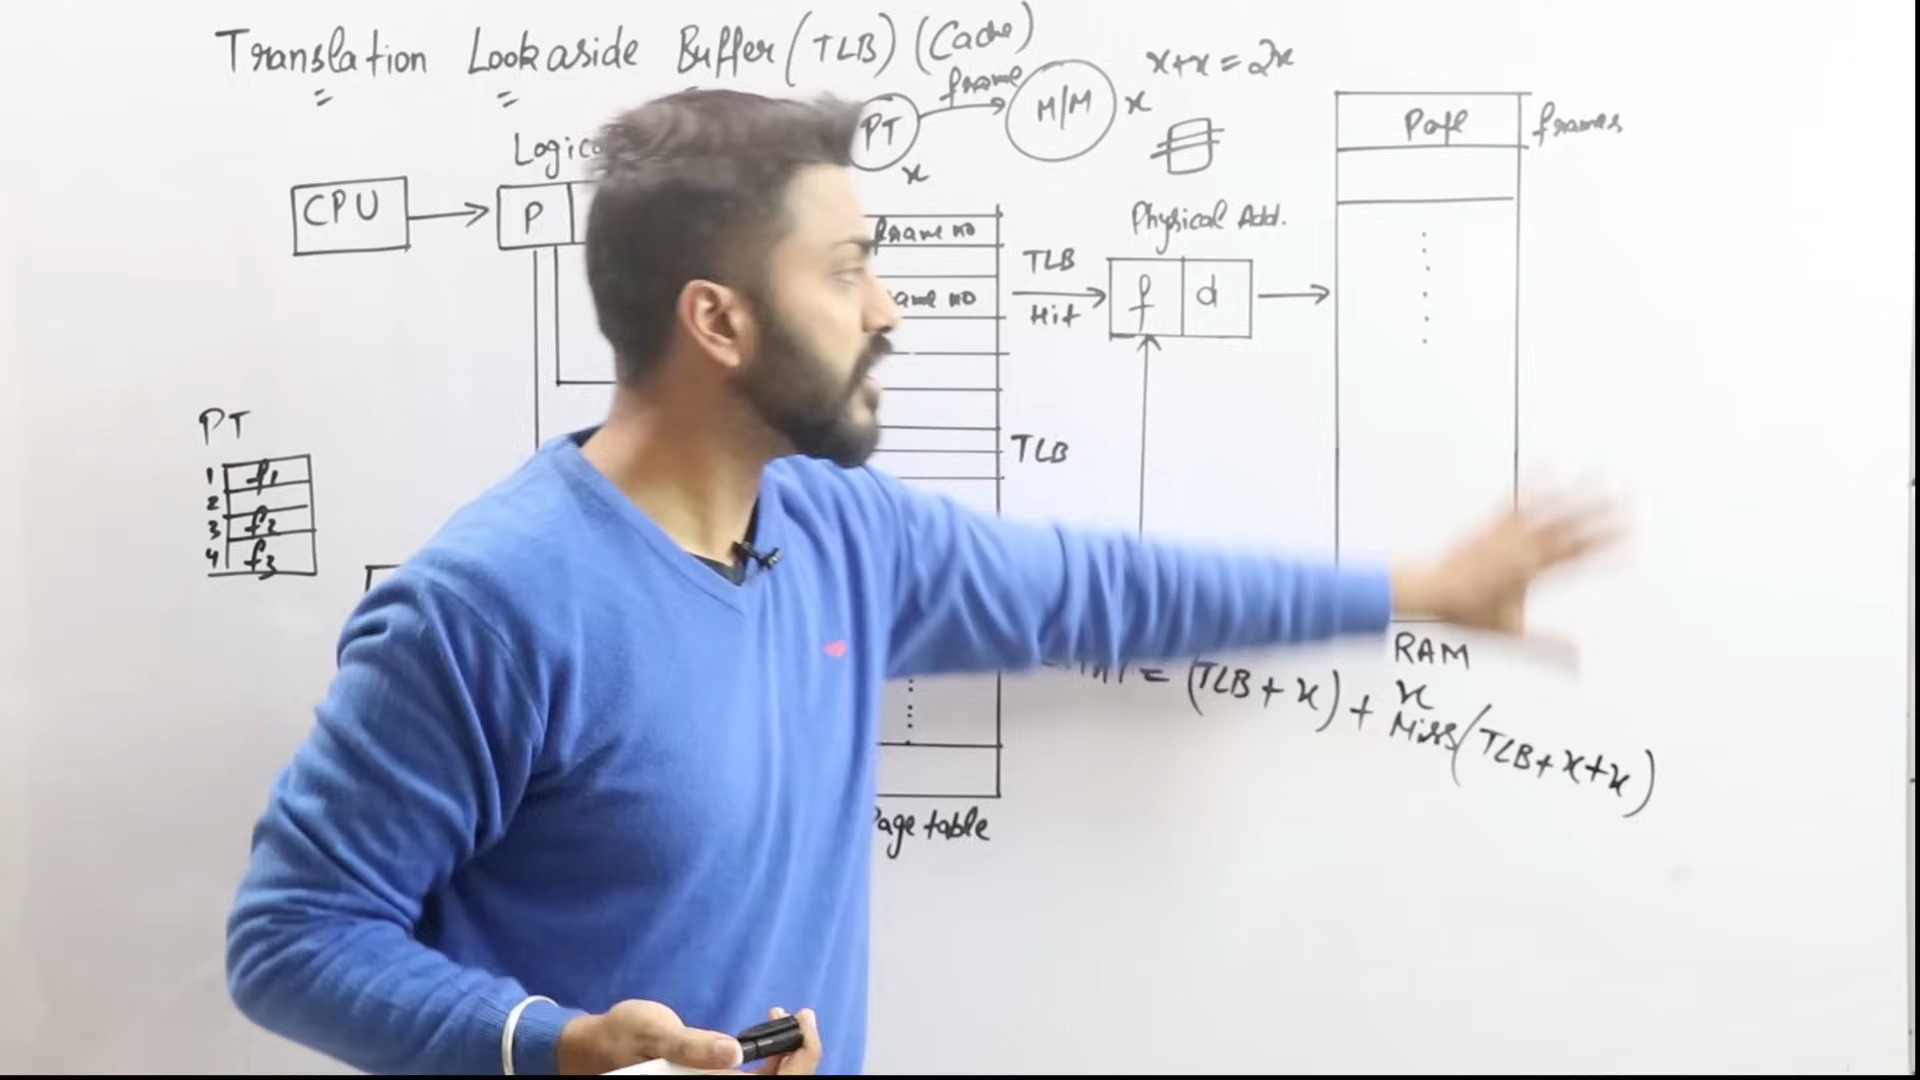 Translation Lookaside Buffer (TLB) (Cache)
frame
x+x = 2x
PT
M/M
x
x
Page
frames
CPU
P
frame no
Physical Add.
TLB
Hit
f
d
ame no
PT
TLB
1 f1
2
3 f2
4 f3
RAM
x
= (TLB + x) + Miss (TLB + x + x)
Page table